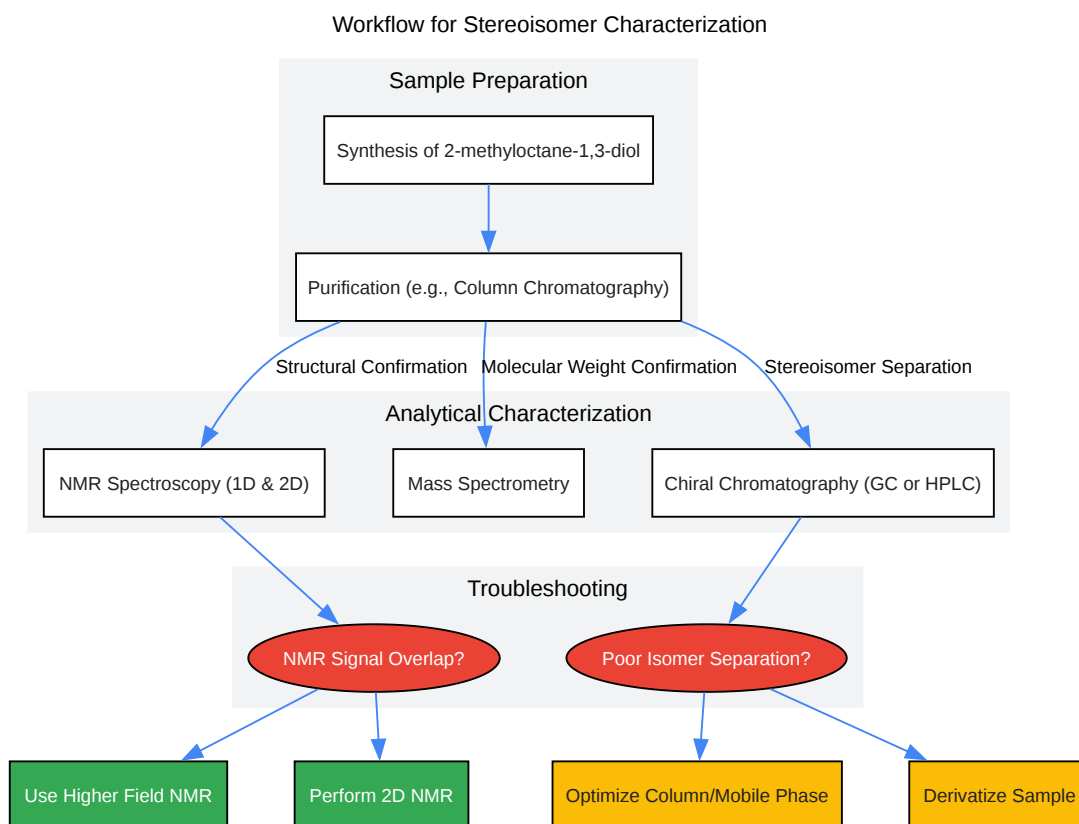 Workflow for Stereoisomer Characterization
Sample Preparation
Synthesis of 2-methyloctane-1,3-diol
Purification (e.g., Column Chromatography)
Structural Confirmation
Molecular Weight Confirmation
Stereoisomer Separation
Analytical Characterization
NMR Spectroscopy (1D & 2D)
Mass Spectrometry
Chiral Chromatography (GC or HPLC)
Troubleshooting
NMR Signal Overlap?
Poor Isomer Separation?
Use Higher Field NMR
Perform 2D NMR
Optimize Column/Mobile Phase
Derivatize Sample